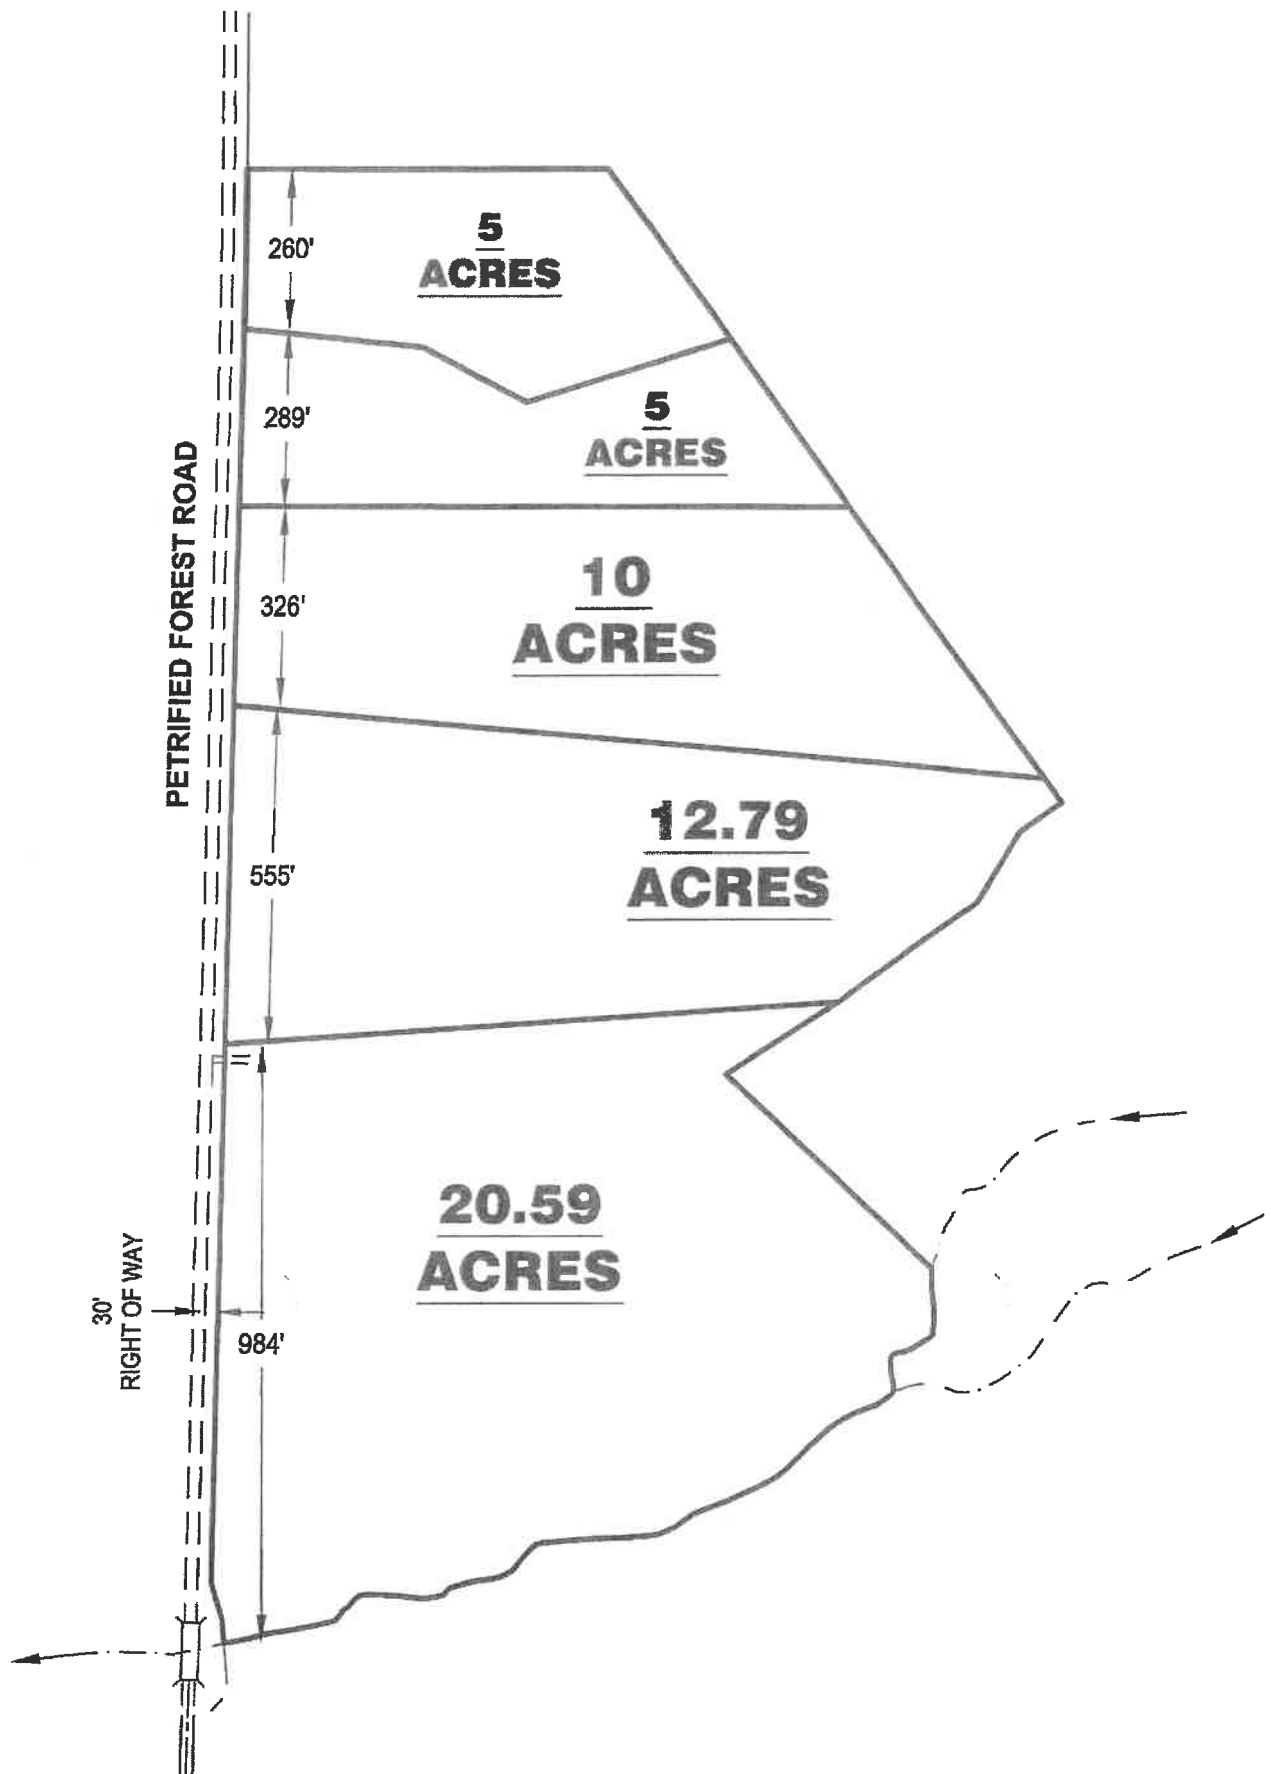 260'
5
ACRES
289'
5
ACRES
PETRIFIED FOREST ROAD
326'
10
ACRES
555'
12.79
ACRES
20.59
ACRES
30'
RIGHT OF WAY
984'